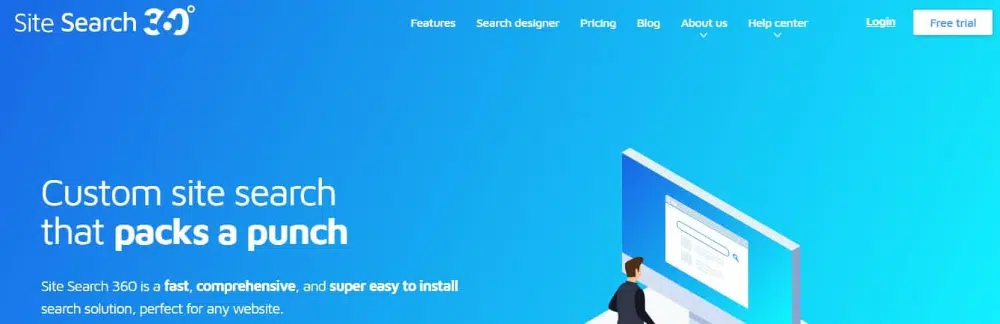 Site Search 360°
Features Search designer Pricing Blog About us Help center Login Free trial
Custom site search
that packs a punch
Site Search 360 is a fast, comprehensive, and super easy to install
search solution, perfect for any website.